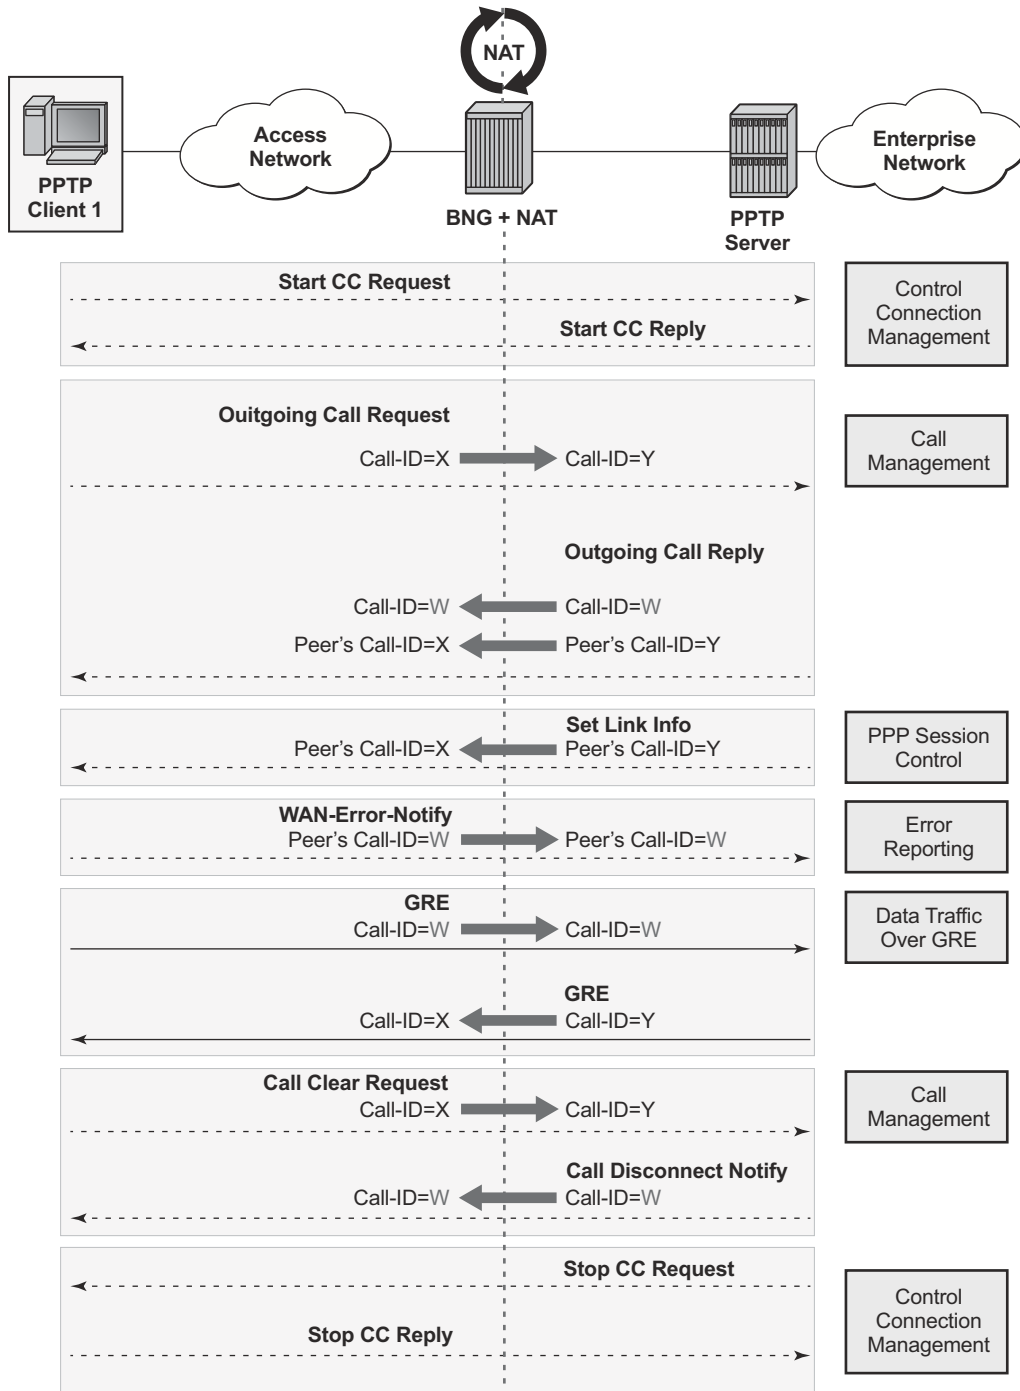 NAT
PPTP
Client 1
Access
Network
BNG + NAT
PPTP
Server
Enterprise
Network
Start CC Request
Start CC Reply
Control
Connection
Management
Ouitgoing Call Request
Call-ID=X
Call-ID=Y
Call
Management
Outgoing Call Reply
Call-ID=W
Call-ID=W
Peer's Call-ID=X
Peer's Call-ID=Y
Set Link Info
Peer's Call-ID=X
Peer's Call-ID=Y
PPP Session
Control
WAN-Error-Notify
Peer's Call-ID=W
Peer's Call-ID=W
Error
Reporting
GRE
Call-ID=W
Call-ID=W
Data Traffic
Over GRE
GRE
Call-ID=X
Call-ID=Y
Call Clear Request
Call-ID=X
Call-ID=Y
Call
Management
Call Disconnect Notify
Call-ID=W
Call-ID=W
Stop CC Request
Stop CC Reply
Control
Connection
Management